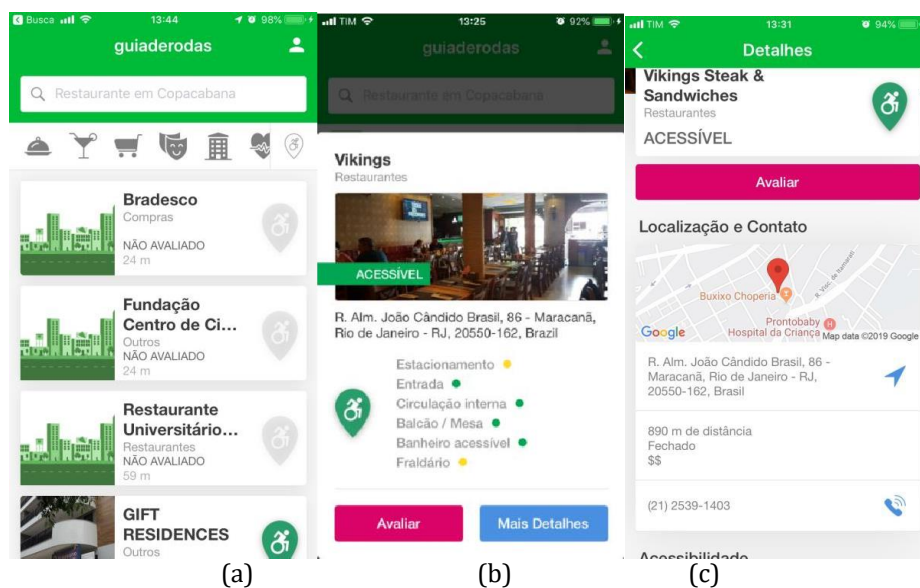 Busca
13:44
98%
guiaderodas
Restaurante em Copacabana
Bradesco
Compras
NÃO AVALIADO
24 m
Fundação
Centro de Ci...
Outros
NÃO AVALIADO
24 m
Restaurante
Universitário...
Restaurantes
NÃO AVALIADO
59 m
GIFT
RESIDENCES
Outros
(a)
TIM
13:25
92%
guiaderodas
Restaurante em Copacabana
Vikings
Restaurantes
ACESSÍVEL
R. Alm. João Cândido Brasil, 86 - Maracanã,
Rio de Janeiro - RJ, 20550-162, Brazil
Estacionamento
Entrada
Circulação interna
Balcão / Mesa
Banheiro acessível
Fraldário
Avaliar
Mais Detalhes
(b)
TIM
13:31
94%
Detalhes
Vikings Steak &
Sandwiches
Restaurantes
ACESSÍVEL
Avaliar
Localização e Contato
R. Visc. de Itamarati
Buxixo Choperia
Prontobaby
Hospital da Criança
Google
Map data ©2019 Google
R. Alm. João Cândido Brasil, 86 -
Maracanã, Rio de Janeiro - RJ,
20550-162, Brasil
890 m de distância
Fechado
$$
(21) 2539-1403
Acessibilidade
(c)